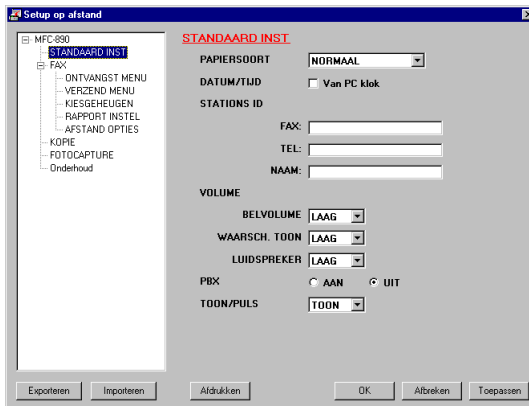 Setup op afstand
MFC-890
STANDAARD INST
FAX
ONTVANGST MENU
VERZEND MENU
KIESGEHEUGEN
RAPPORT INSTEL
AFSTAND OPTIES
KOPIE
FOTOCAPTURE
Onderhoud
STANDAARD INST
PAPIERSOORT NORMAAL
DATUM/TIJD Van PC klok
STATIONS ID
FAX:
TEL:
NAAM:
VOLUME
BELVOLUME LAAG
WAARSCH. TOON LAAG
LUIDSPREKER LAAG
PBX AAN UIT
TOON/PULS TOON
Exporteren Importeren Afdrukken OK Afbreken Toepassen